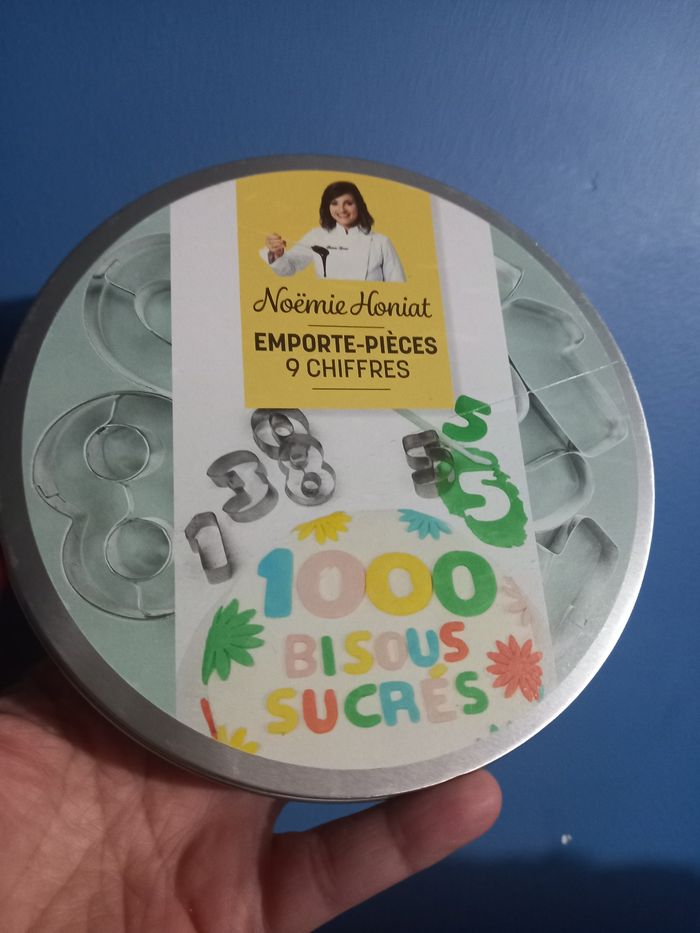 Noëmie Honiat
EMPORTE-PIÈCES
9 CHIFFRES
1000
BISOUS
SUCRÉS